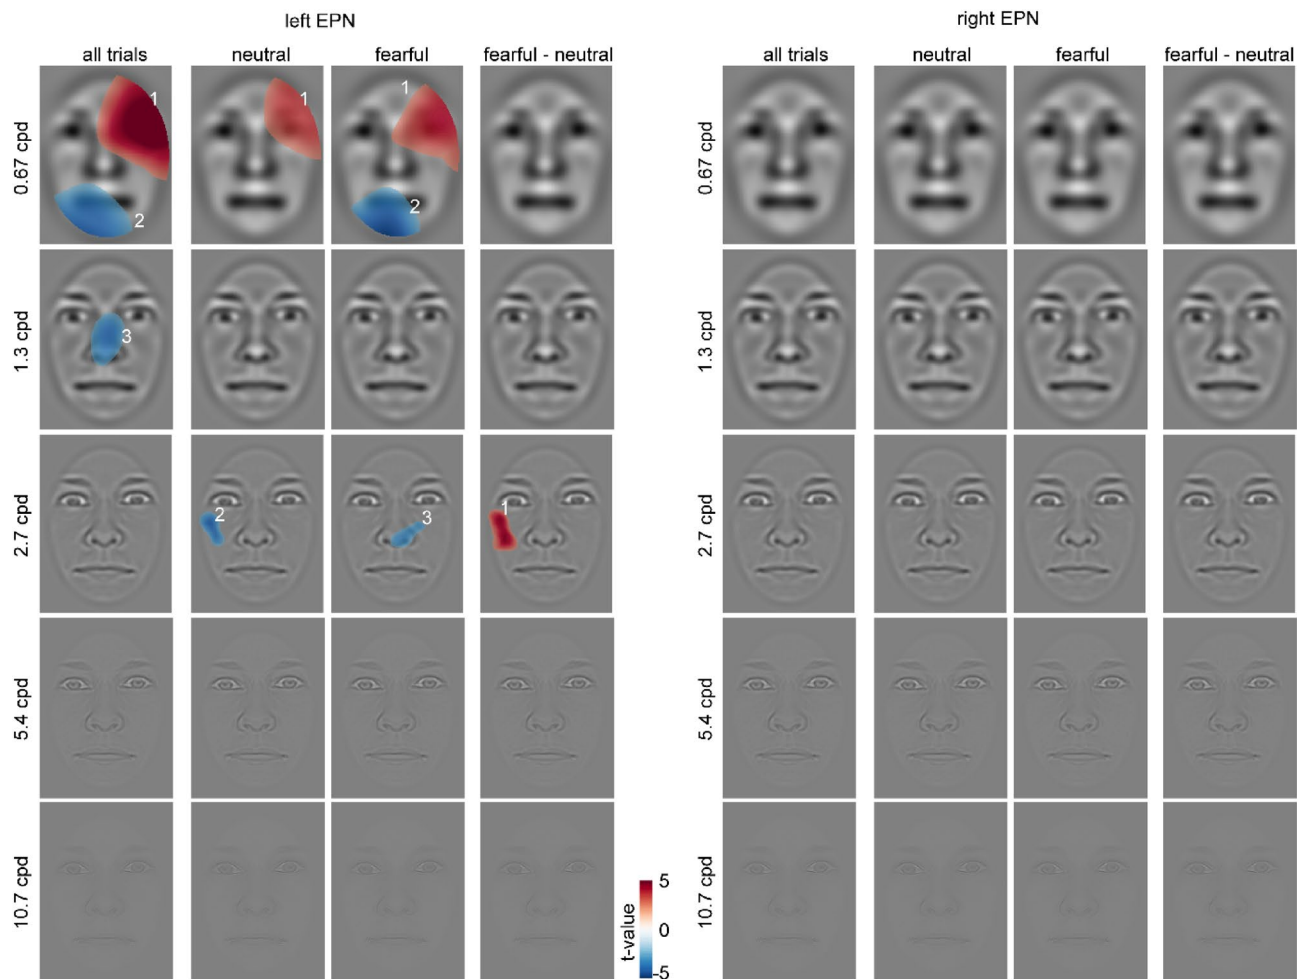 left EPN
right EPN
all trials
neutral
fearful
fearful - neutral
all trials
neutral
fearful
fearful - neutral
0.67 cpd
1
2
1
1
2
0.67 cpd
1.3 cpd
3
1.3 cpd
2.7 cpd
2
3
1
2.7 cpd
5.4 cpd
5.4 cpd
10.7 cpd
t-value
5
0
-5
10.7 cpd